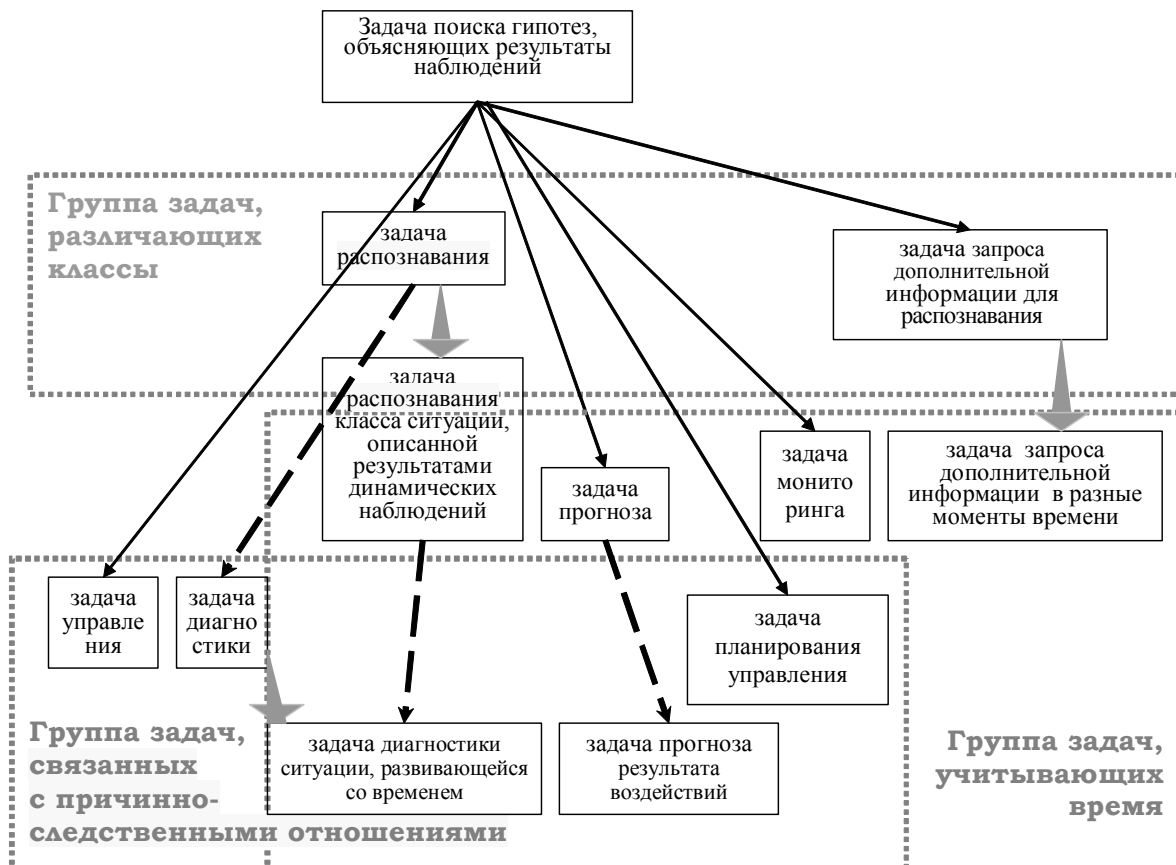 Задача поиска гипотез,
объясняющих результаты
наблюдений
Группа задач,
различающих
классы
задача
распознавания
задача запроса
дополнительной
информации для
распознавания
задача
распознавания
класса ситуации,
описанной
результатами
динамических
наблюдений
задача
прогноза
задача
монито
ринга
задача запроса
дополнительной
информации в разные
моменты времени
задача
управле
ния
задача
диагно
стики
задача
планирования
управления
Группа задач,
связанных
с причинно-
следственными отношениями
задача диагностики
ситуации, развивающейся
со временем
задача прогноза
результата
воздействий
Группа задач,
учитывающих
время